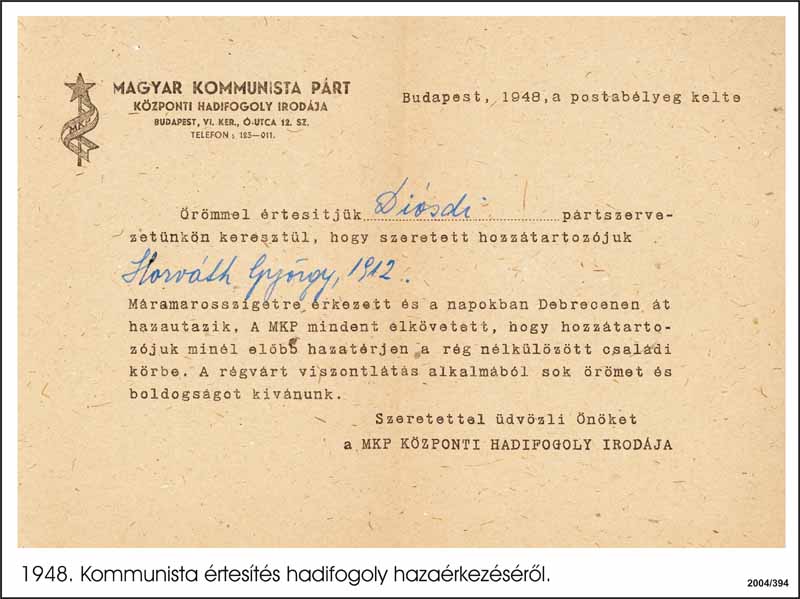 MAGYAR KOMMUNISTA PÁRT
KÖZPONTI HADIFOGOLY IRODÁJA
BUDAPEST, VI. KER., Ó-UTCA 12. SZ.
TELEFON : 125—011.
MKP
Budapest, 1948, a postabélyeg kelte
Örömmel értesitjük Diósdi pártszerve-
zetünkön keresztül, hogy szeretett hozzátartozójuk
Horváth György, 1912.
Máramarosszigetre érkezett és a napokban Debrecenen át
hazautazik. A MKP mindent elkövetett, hogy hozzátarto-
zójuk minél előbb hazatérjen a rég nélkülözött családi
körbe. A régvárt viszontlátás alkalmából sok örömet és
boldogságot kivánunk.
Szeretettel üdvözli Önöket
a MKP KÖZPONTI HADIFOGOLY IRODÁJA
1948. Kommunista értesítés hadifogoly hazaérkezéséről.
2004/394